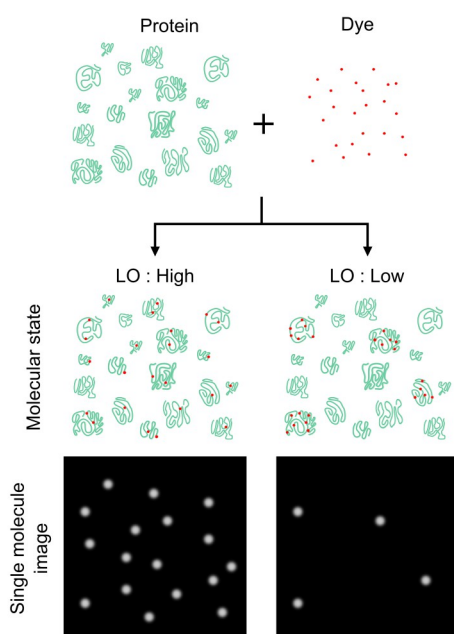 Protein
Dye
+
LO : High
LO : Low
Molecular state
Single molecule
image